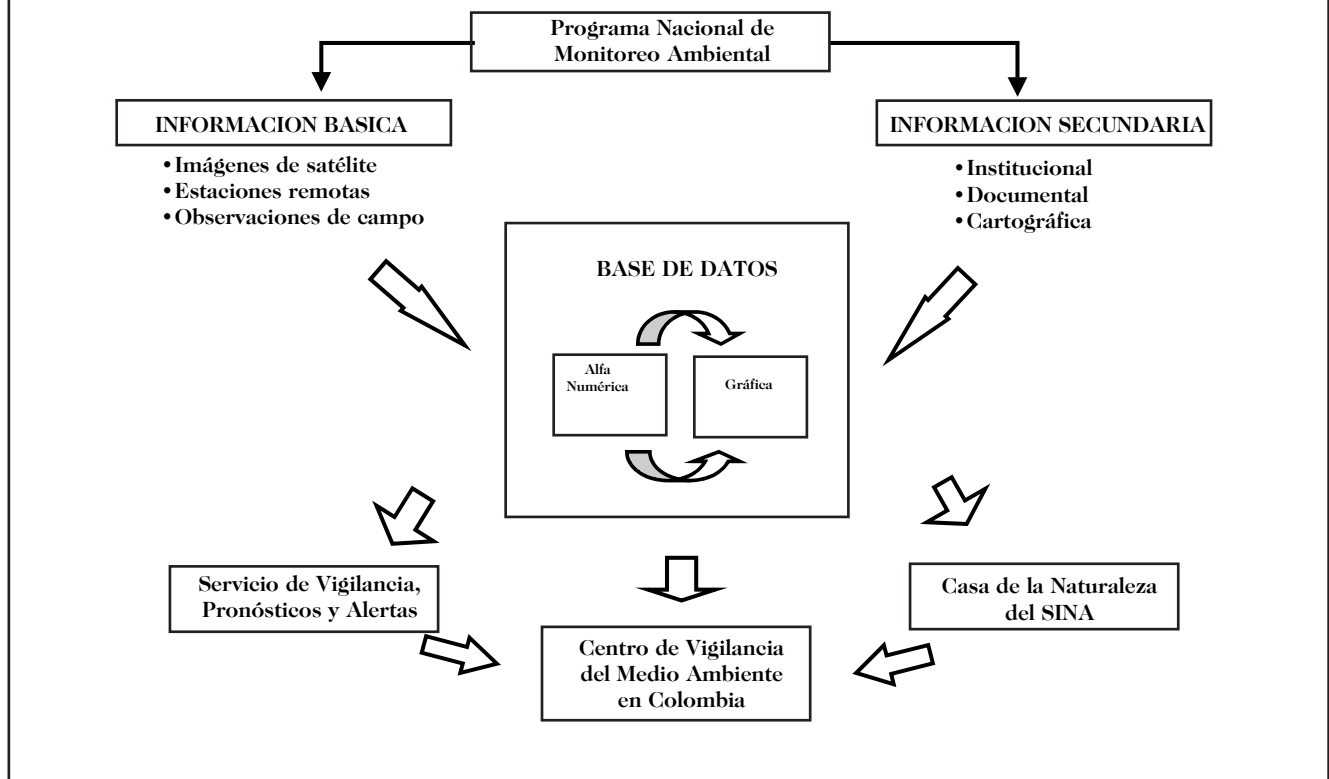 Programa Nacional de
Monitoreo Ambiental
INFORMACION BASICA
•Imágenes de satélite
•Estaciones remotas
•Observaciones de campo
INFORMACION SECUNDARIA
•Institucional
•Documental
•Cartográfica
BASE DE DATOS
Alfa
Numérica
Gráfica
Servicio de Vigilancia,
Pronósticos y Alertas
Centro de Vigilancia
del Medio Ambiente
en Colombia
Casa de la Naturaleza
del SINA